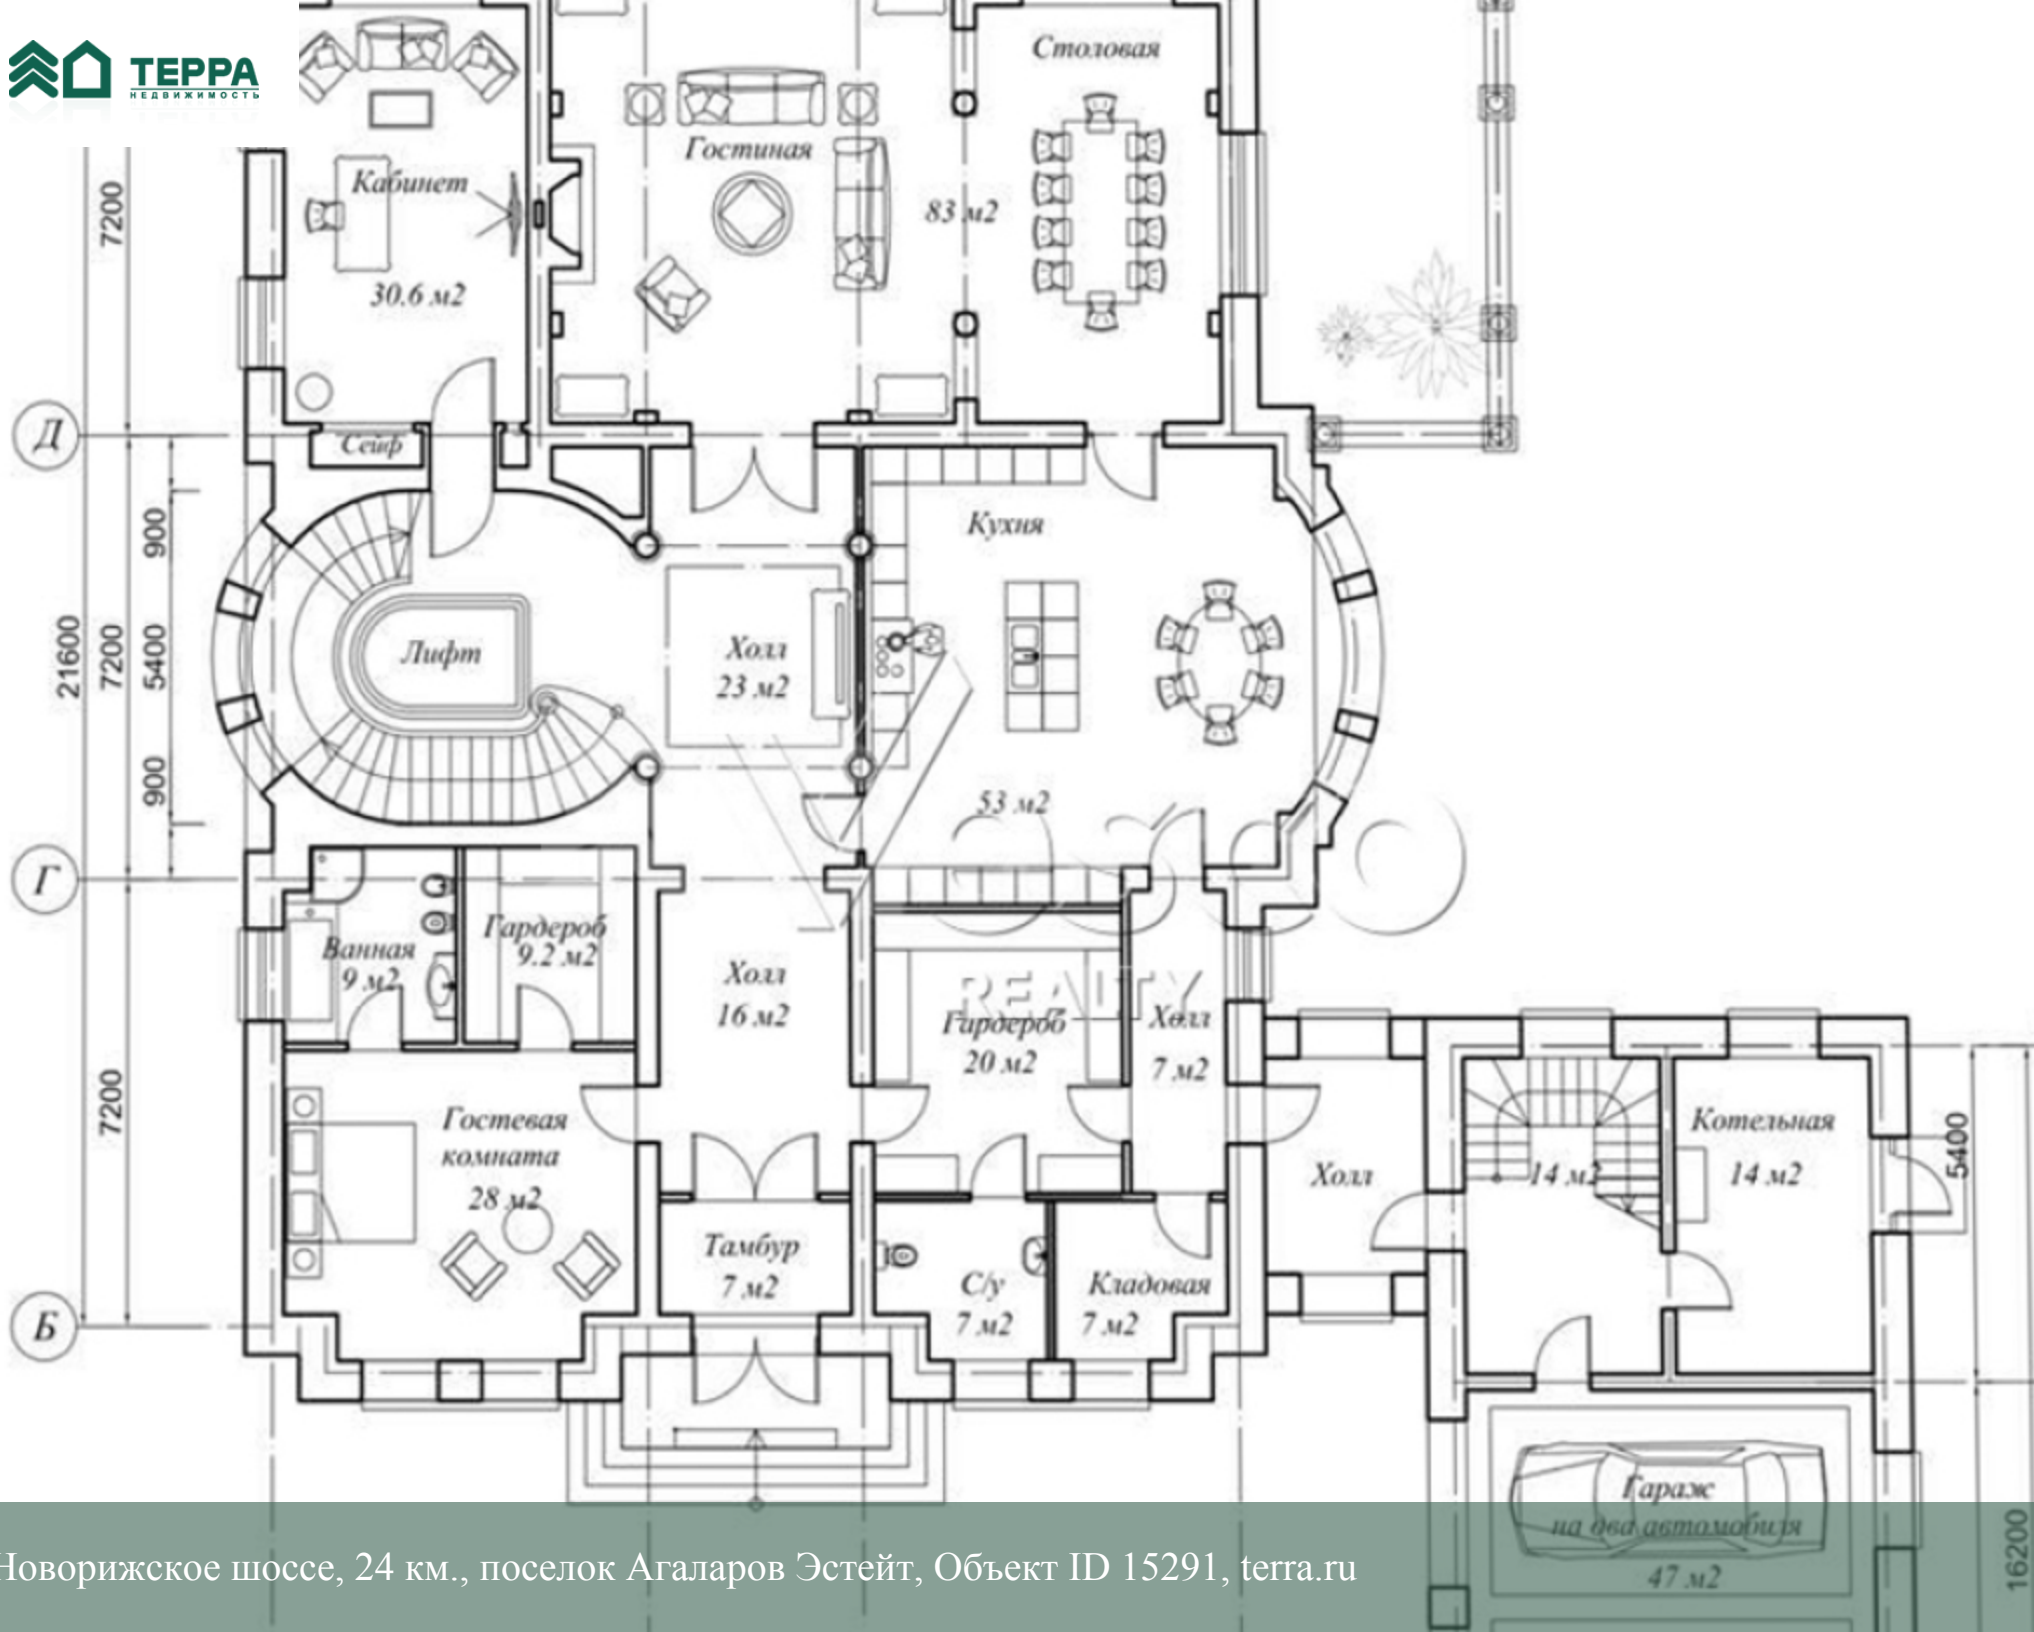 ТЕРРА
НЕДВИЖИМОСТЬ
Столовая
Гостиная
Кабинет
83 м2
30.6 м2
7200
Д
Сейф
900
Кухня
21600
7200
5400
Лифт
Холл
23 м2
900
53 м2
Г
Гардероб
9.2 м2
Ванная
9 м2
Холл
16 м2
REALTY
Гардероб
20 м2
Холл
7 м2
7200
Гостевая
комната
28 м2
Холл
14 м2
Котельная
14 м2
5400
Тамбур
7 м2
С/у
7 м2
Кладовая
7 м2
Б
Гараж
на два автомобиля
47 м2
16200
Новорижское шоссе, 24 км., поселок Агаларов Эстейт, Объект ID 15291, terra.ru